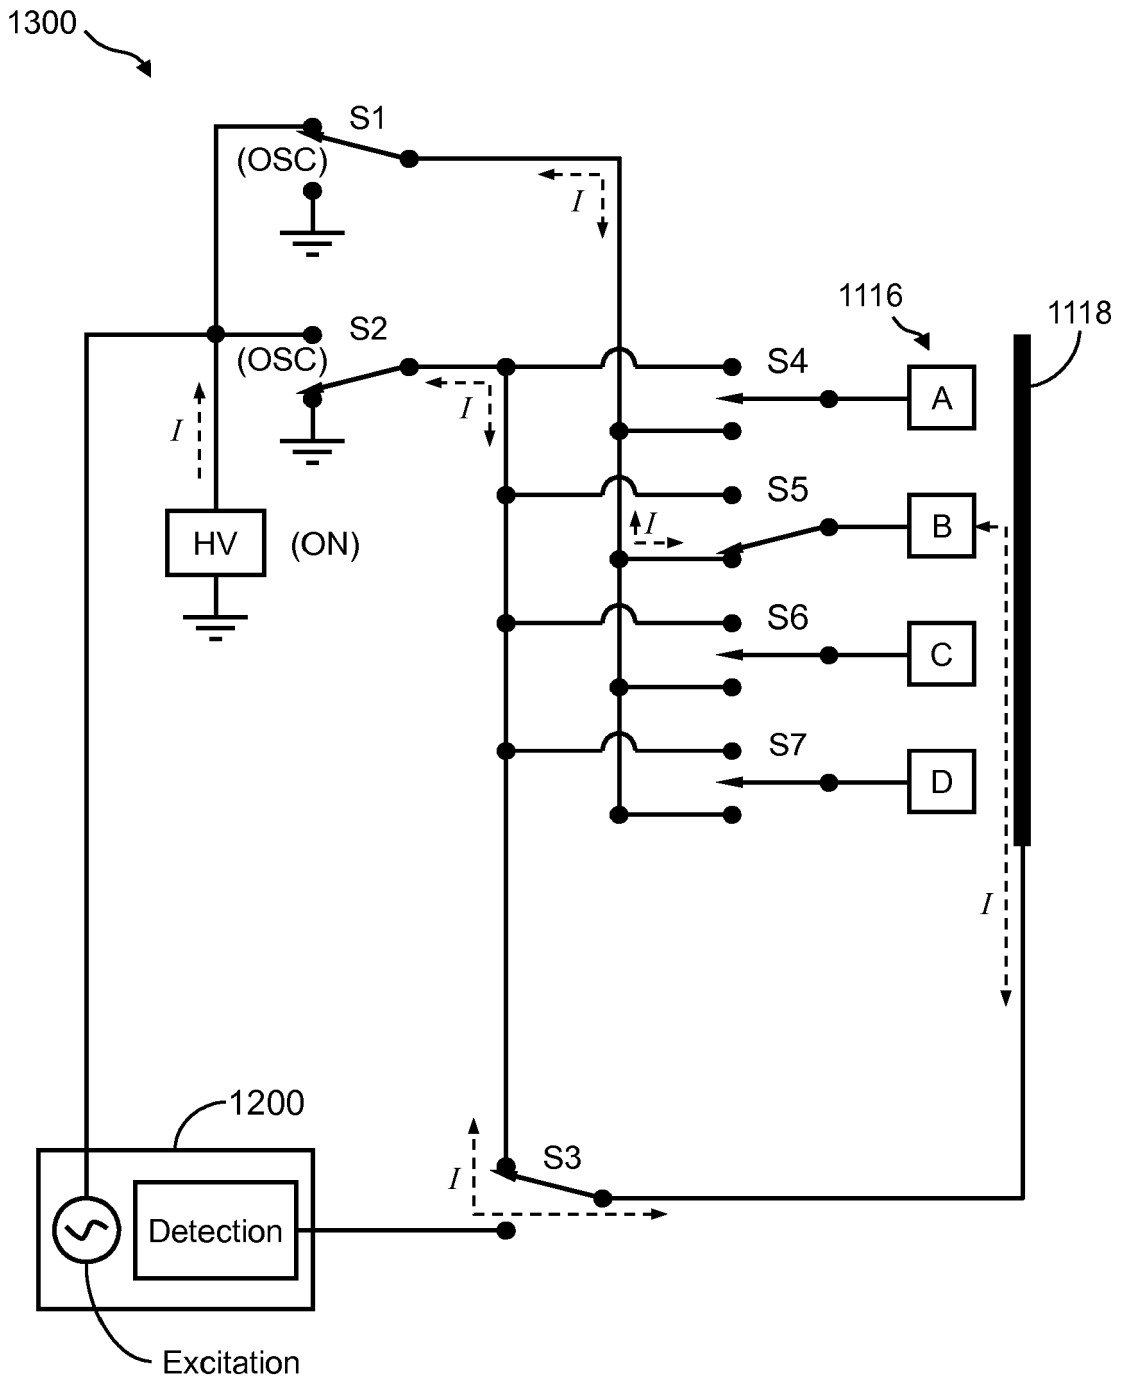 1300
S1
(OSC)
I
1116
1118
S2
(OSC)
S4
A
I
I
S5
HV
(ON)
I
B
S6
C
S7
D
I
1200
S3
I
Detection
Excitation